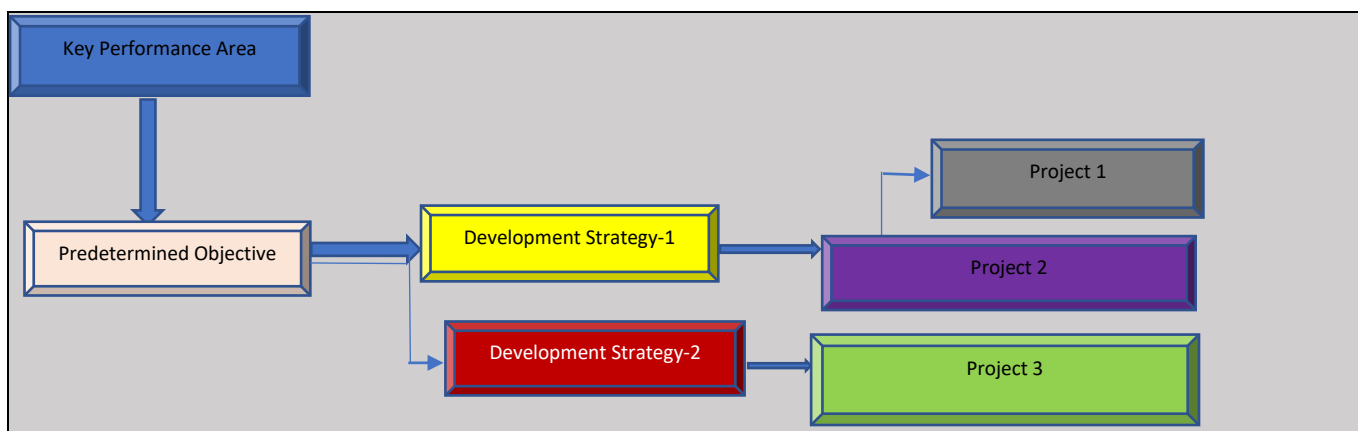 Key Performance Area
Project 1
Predetermined Objective
Development Strategy-1
Project 2
Development Strategy-2
Project 3